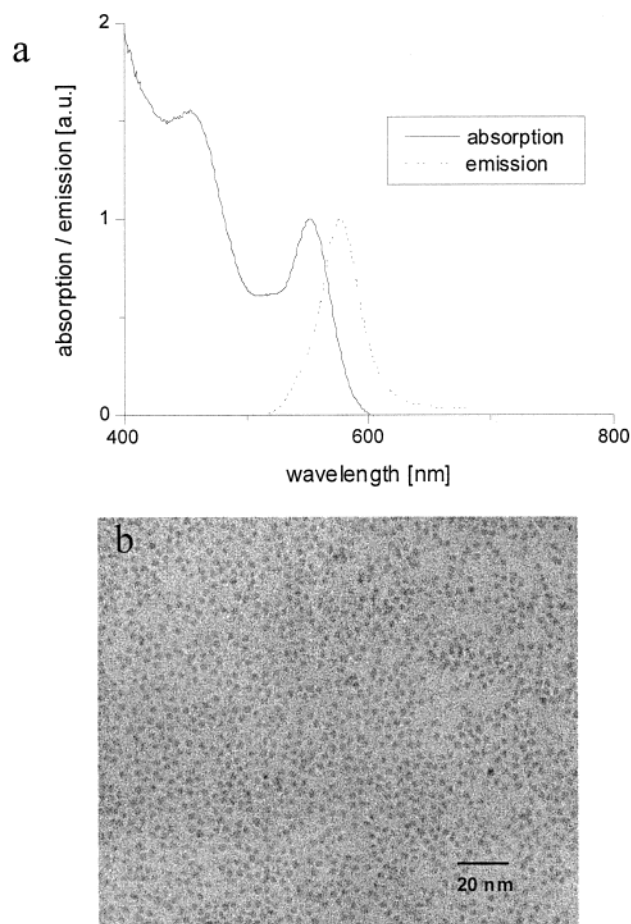 a
absorption / emission [a.u.]
2
1
0
absorption
emission
400
600
800
wavelength [nm]
b
20 nm